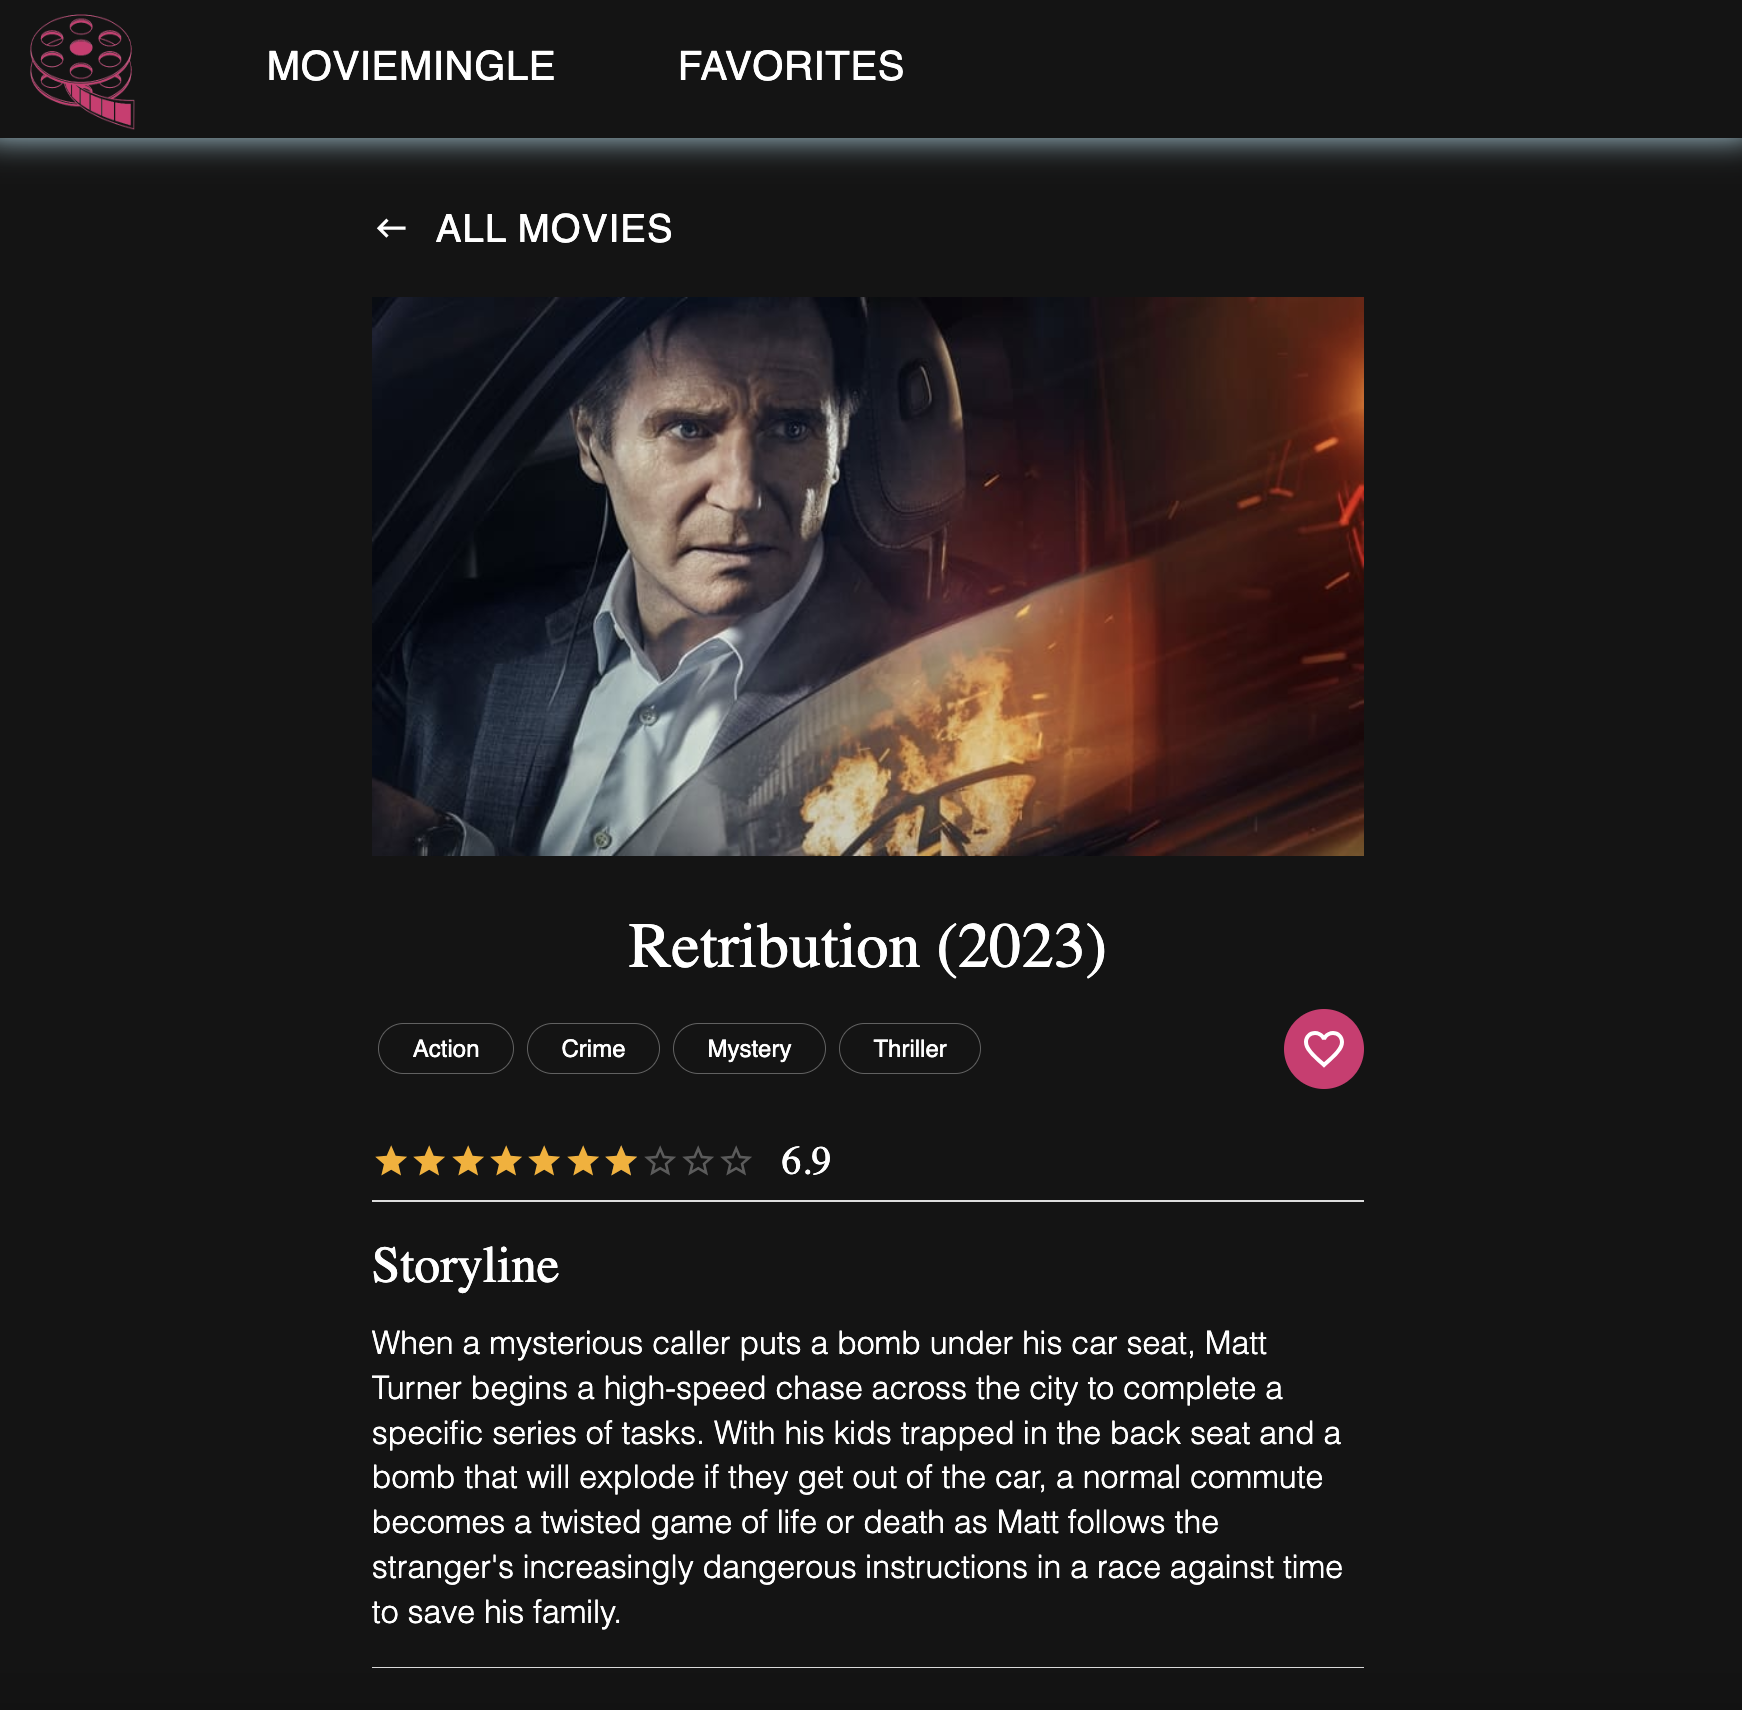 MOVIEMINGLE FAVORITES
← ALL MOVIES
Retribution (2023)
Action Crime Mystery Thriller
6.9
Storyline
When a mysterious caller puts a bomb under his car seat, Matt
Turner begins a high-speed chase across the city to complete a
specific series of tasks. With his kids trapped in the back seat and a
bomb that will explode if they get out of the car, a normal commute
becomes a twisted game of life or death as Matt follows the
stranger's increasingly dangerous instructions in a race against time
to save his family.